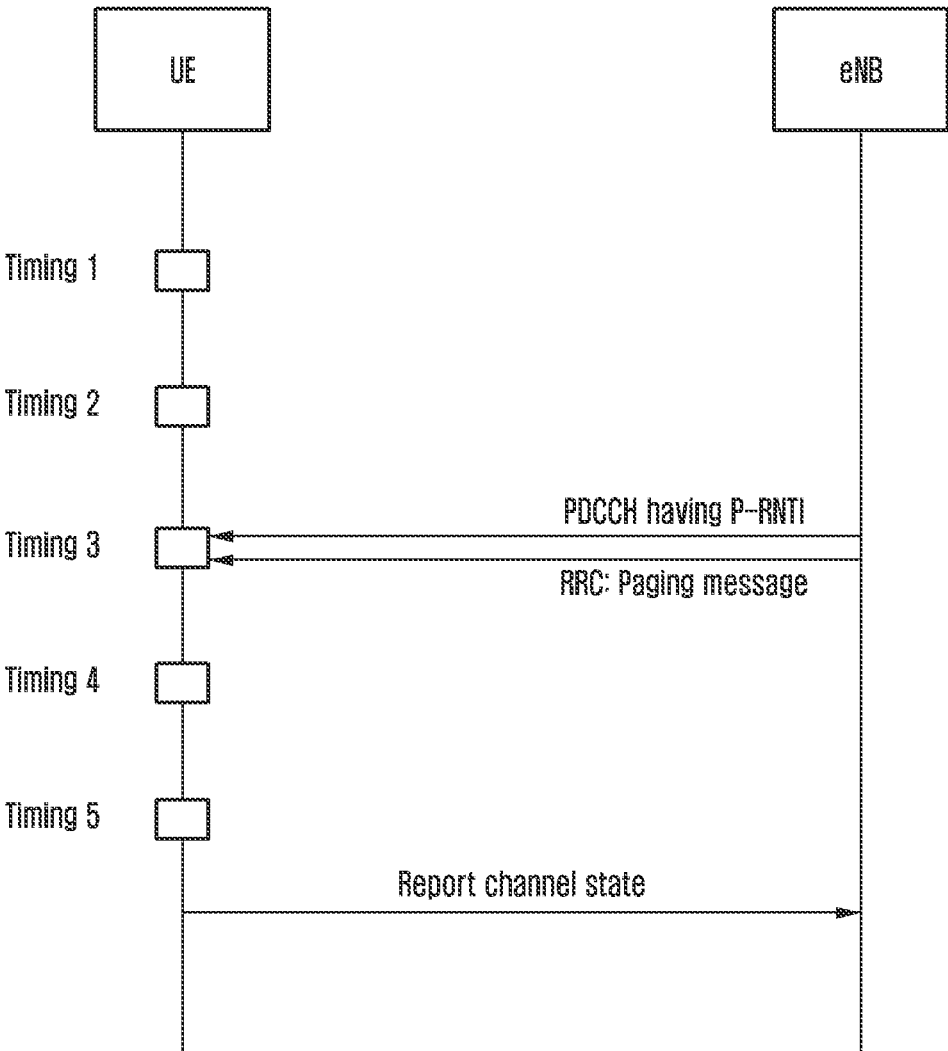 UE
eNB
Timing 1
Timing 2
PDCCH having P-RNTI
Timing 3
RRC: Paging message
Timing 4
Timing 5
Report channel state